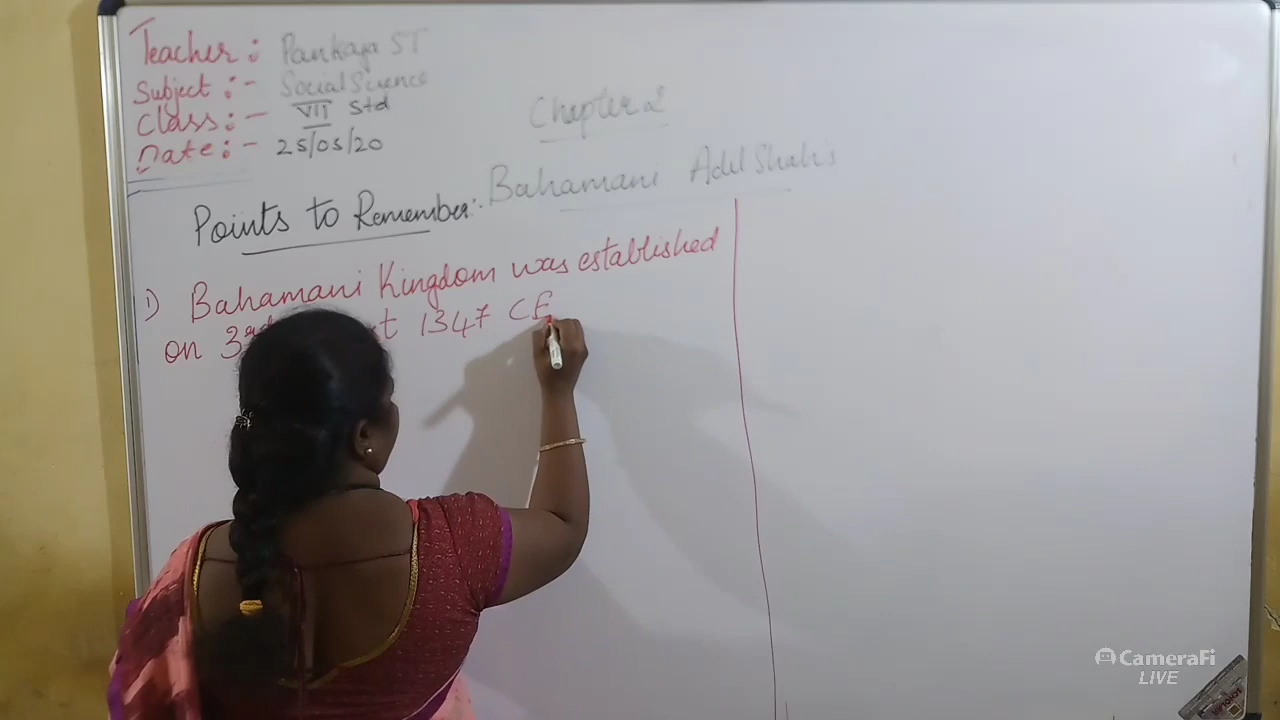 Teacher : Pankaja ST
Subject :- Social Science
Class :- VII Std
Date :- 25/05/20
Chapter 2
Bahamani Adil Shahis
Points to Remember:-
1) Bahamani Kingdom was established
on 3rd 1347 CE
CameraFi
LIVE